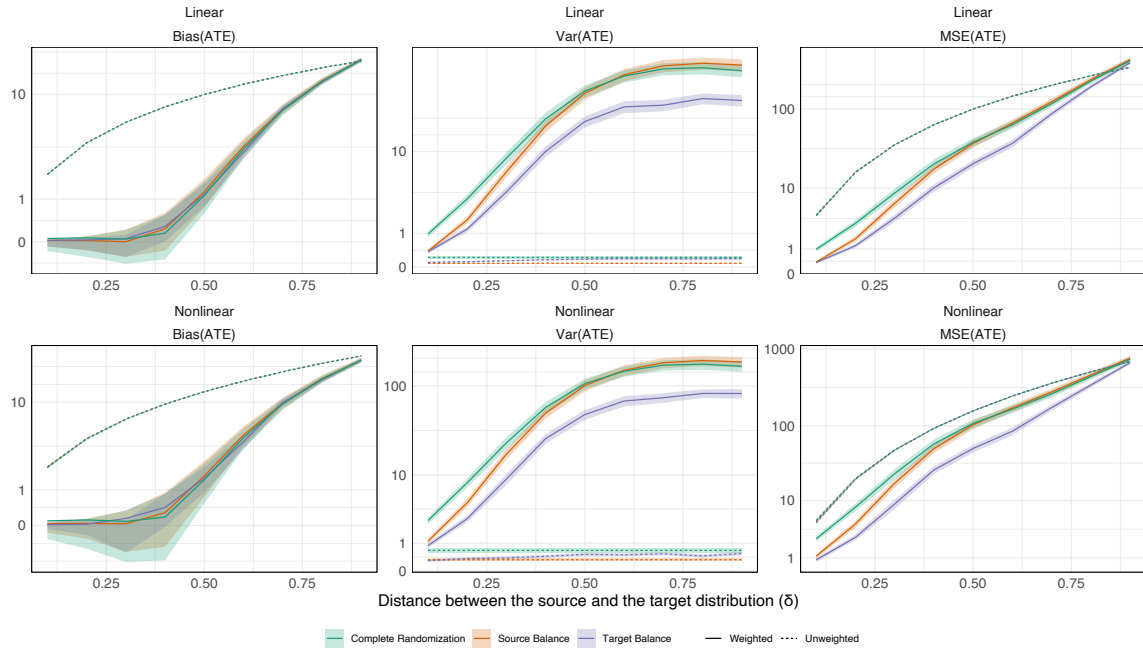 Linear
Linear
Linear
Bias(ATE)
Var(ATE)
MSE(ATE)
10
1
0
0.25
0.50
0.75
10
1
0
0.25
0.50
0.75
100
10
1
0
0.25
0.50
0.75
Nonlinear
Nonlinear
Nonlinear
Bias(ATE)
Var(ATE)
MSE(ATE)
10
1
0
0.25
0.50
0.75
100
10
1
0
0.25
0.50
0.75
1000
100
10
1
0
0.25
0.50
0.75
Distance between the source and the target distribution (δ)
Complete Randomization Source Balance Target Balance Weighted Unweighted